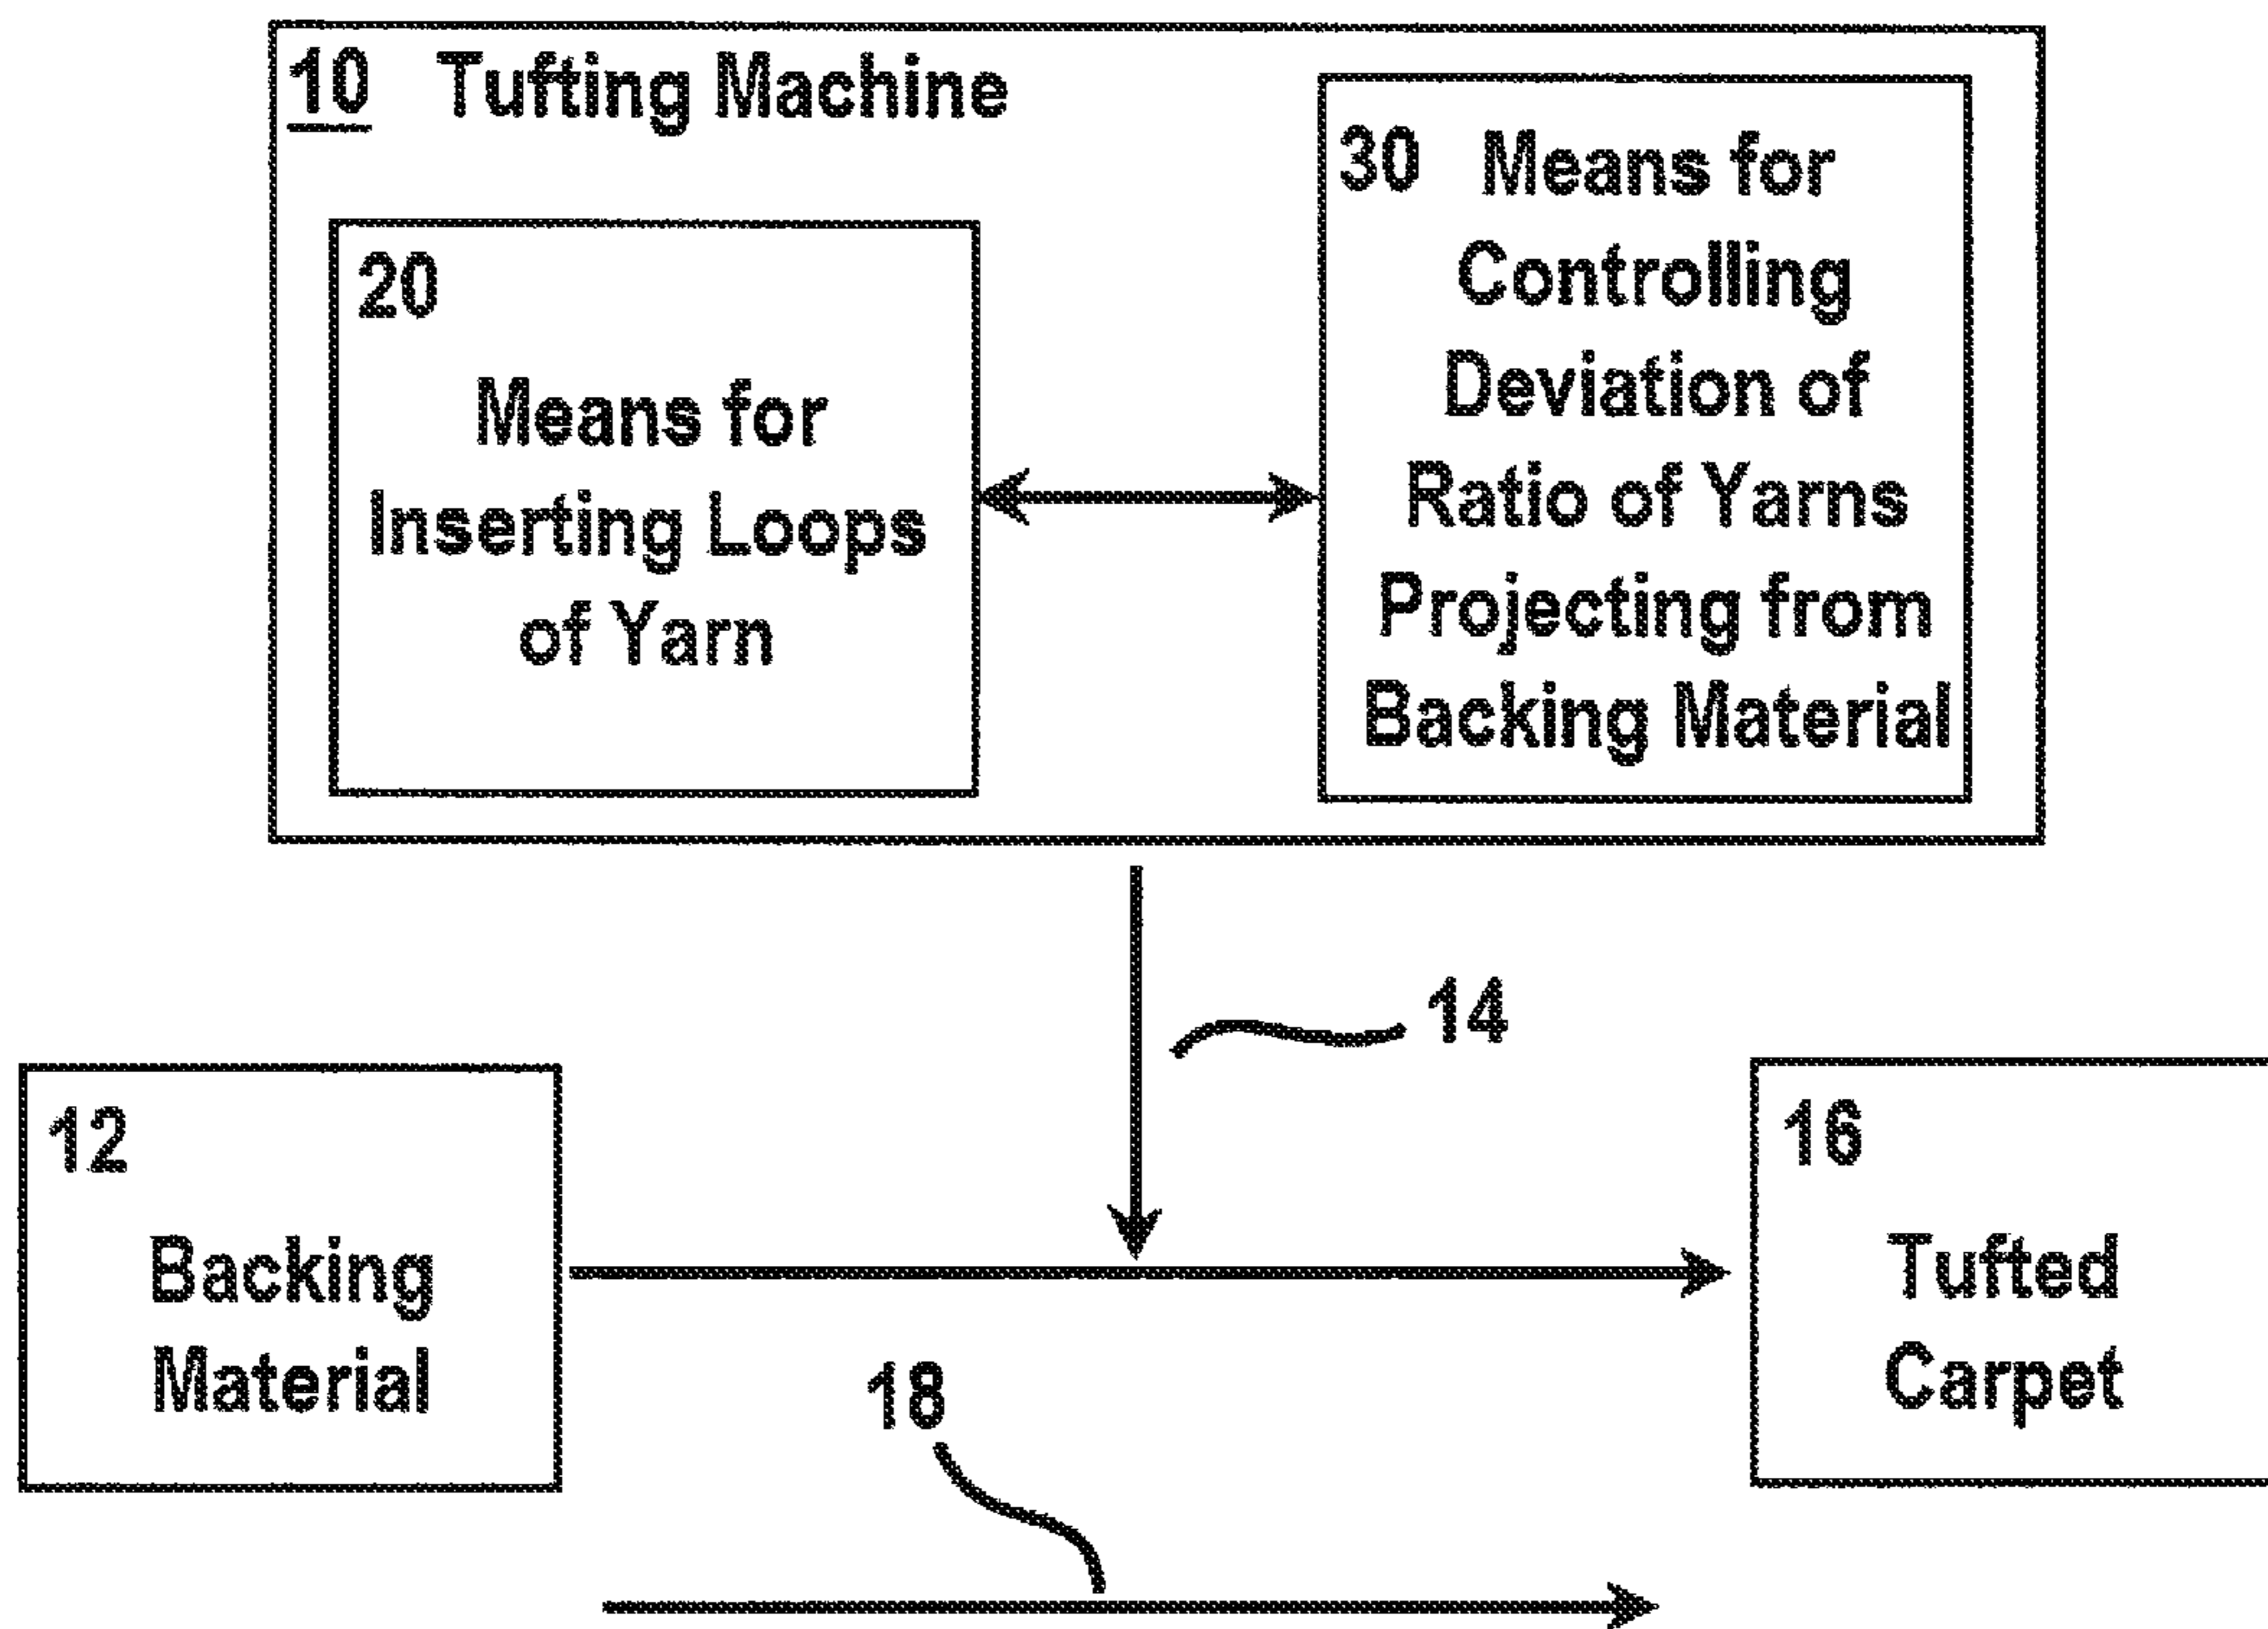 10 Tufting Machine
20
Means for
Inserting Loops
of Yarn
30 Means for
Controlling
Deviation of
Ratio of Yarns
Projecting from
Backing Material
14
12
Backing
Material
16
Tufted
Carpet
18